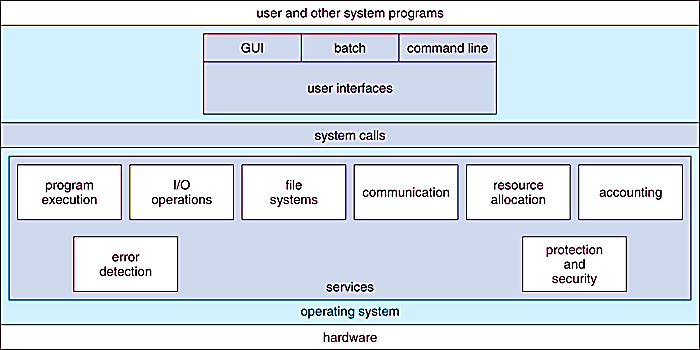 user and other system programs
GUI
batch
command line
user interfaces
system calls
program
execution
I/O
operations
file
systems
communication
resource
allocation
accounting
error
detection
protection
and
security
services
operating system
hardware